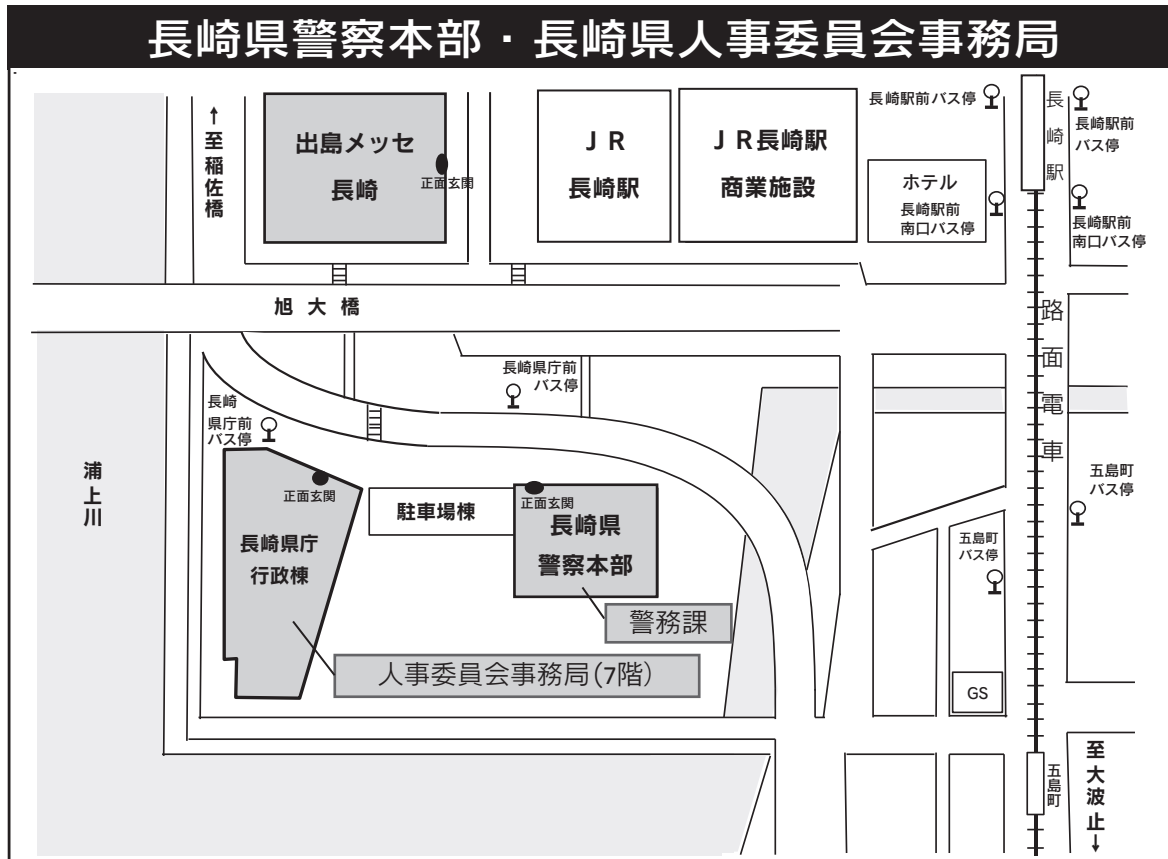 長崎県警察本部・長崎県人事委員会事務局
↑至稲佐橋
出島メッセ
長崎
正面玄関
ＪＲ
長崎駅
ＪＲ長崎駅
商業施設
長崎駅前バス停
ホテル
長崎駅前
南口バス停
長崎駅
長崎駅前
バス停
長崎駅前
南口バス停
旭大橋
路面電車
長崎県庁前
バス停
長崎
県庁前
バス停
浦上川
正面玄関
長崎県庁
行政棟
駐車場棟
正面玄関
長崎県
警察本部
警務課
人事委員会事務局(7階)
五島町
バス停
五島町
バス停
GS
五島町
至大波止→